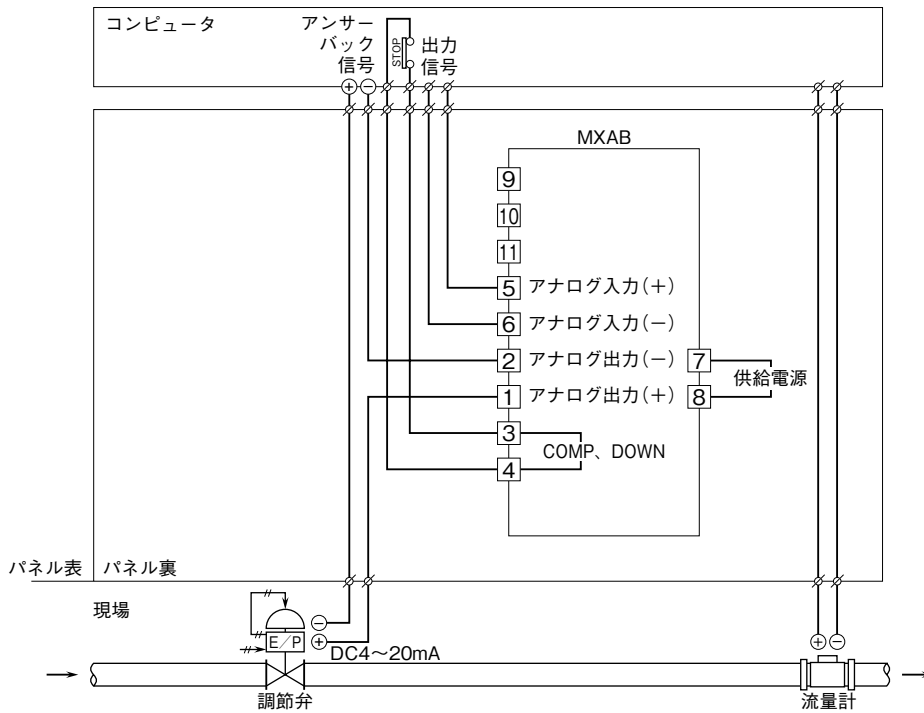 コンピュータ
アンサー
バック
信号
STOP
出力
信号
+ −
MXAB
9
10
11
5 アナログ入力(+)
6 アナログ入力(−)
2 アナログ出力(−)
7
供給電源
1 アナログ出力(+)
8
3
COMP、DOWN
4
パネル表
パネル裏
現場
−
E/P
+
DC4〜20mA
+ −
調節弁
流量計